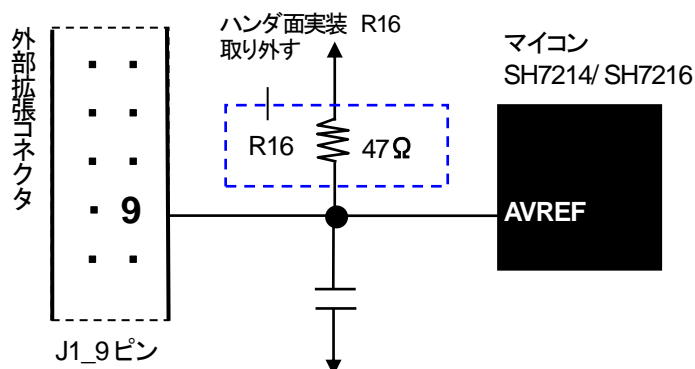 外部拡張コネクタ
9
J1_9ピン
ハンダ面実装 R16
取り外す
R16
47Ω
マイコン
SH7214/ SH7216
AVREF